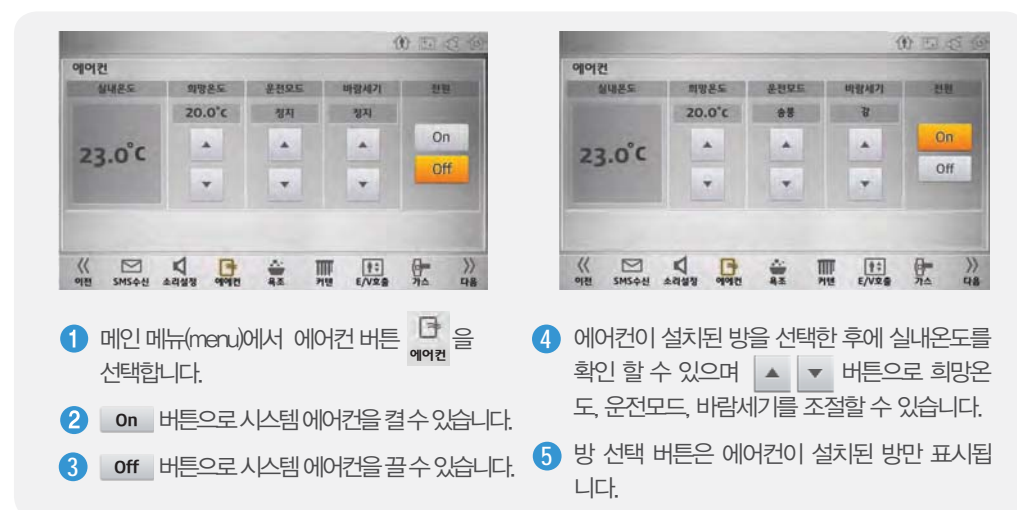 에어컨
실내온도 희망온도 운전모드 바람세기 전원
20.0°C 정지 정지
23.0°C
On
Off
이전 SMS수신 소리설정 에어컨 욕조 커텐 E/V호출 가스 다음
에어컨
실내온도 희망온도 운전모드 바람세기 전원
20.0°C 송풍 강
23.0°C
On
Off
이전 SMS수신 소리설정 에어컨 욕조 커텐 E/V호출 가스 다음
1 메인 메뉴(menu)에서 에어컨 버튼 에어컨 을
선택합니다.
2 On 버튼으로 시스템 에어컨을 켤 수 있습니다.
3 Off 버튼으로 시스템 에어컨을 끌 수 있습니다.
4 에어컨이 설치된 방을 선택한 후에 실내온도를
확인 할 수 있으며 ▲ ▼ 버튼으로 희망온
도, 운전모드, 바람세기를 조절할 수 있습니다.
5 방 선택 버튼은 에어컨이 설치된 방만 표시됩
니다.